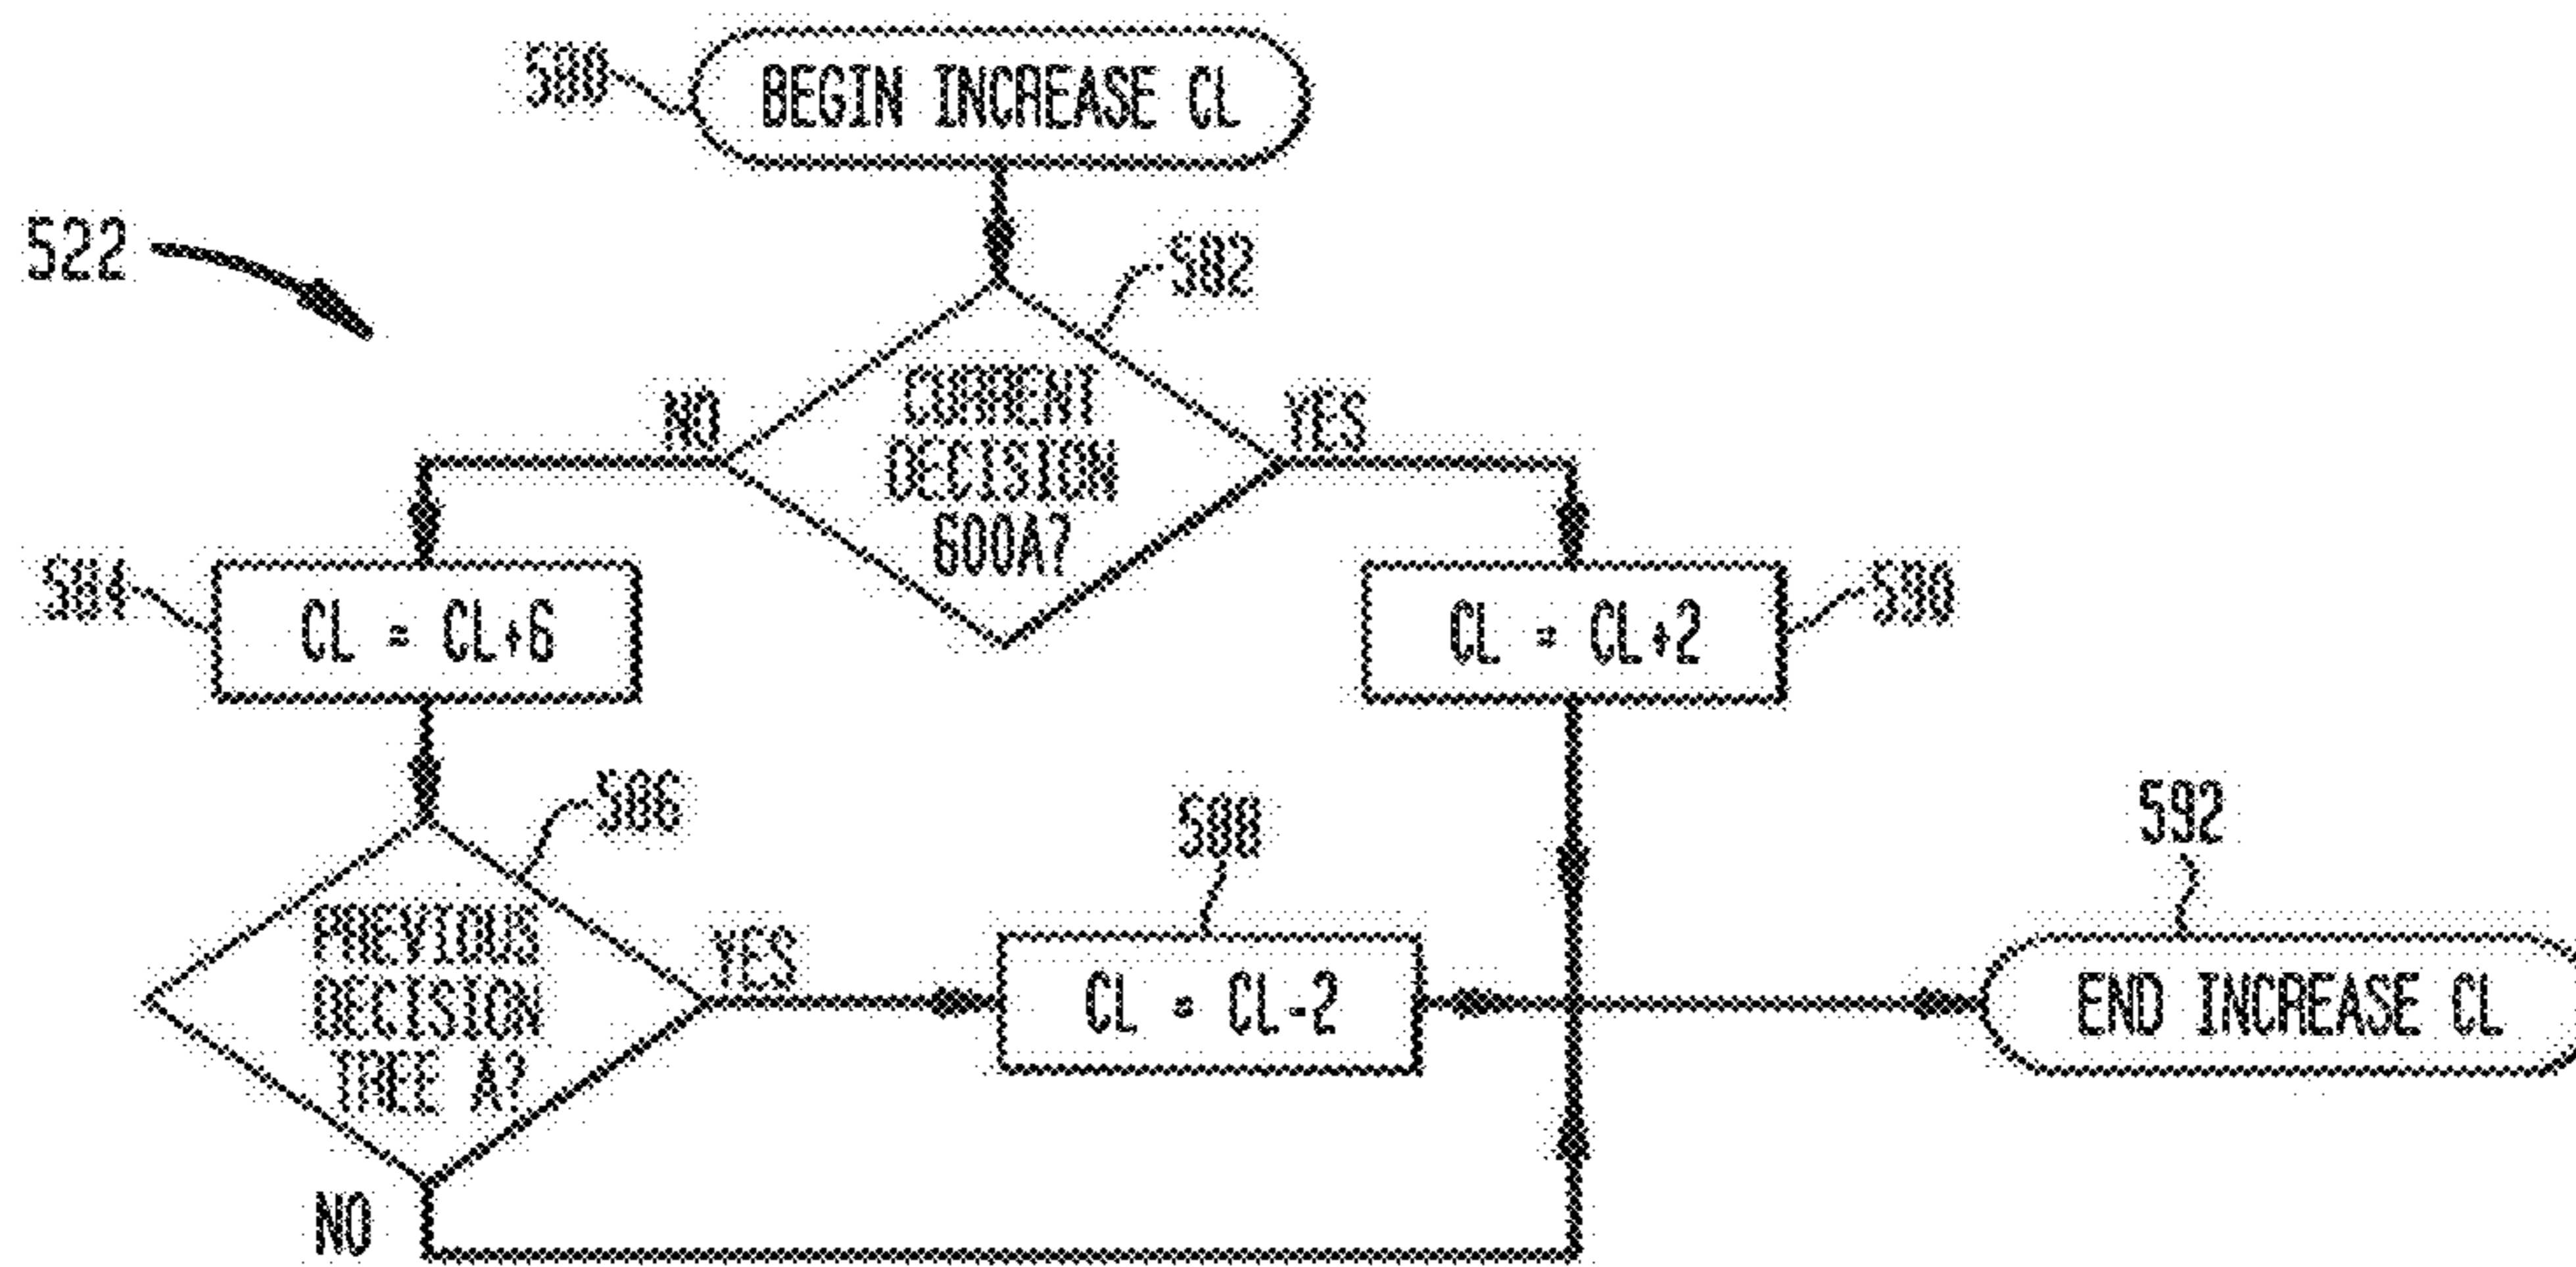 580
BEGIN INCREASE CL
522
582
CURRENT
DECISION
600A?
NO
YES
584
CL = CL+6
CL = CL+2
590
586
PREVIOUS
DECISION
TREE A?
YES
NO
588
CL = CL-2
592
END INCREASE CL